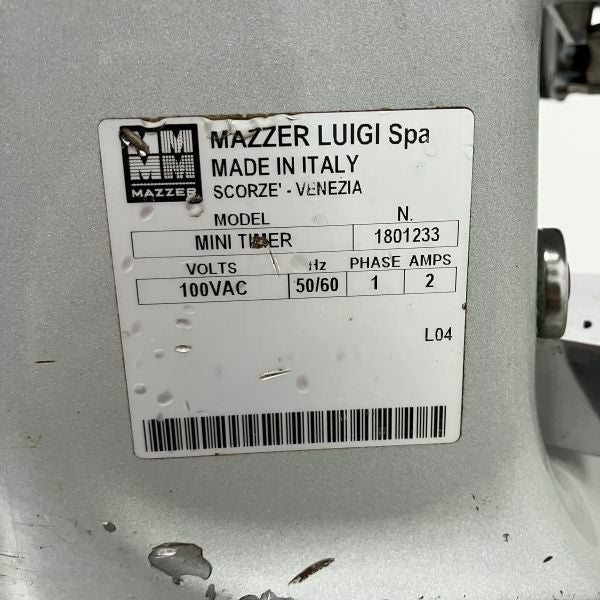 MAZZER
MAZZER LUIGI Spa
MADE IN ITALY
SCORZE' - VENEZIA
MODEL N.
MINI TIMER 1801233
VOLTS Hz PHASE AMPS
100VAC 50/60 1 2
L04